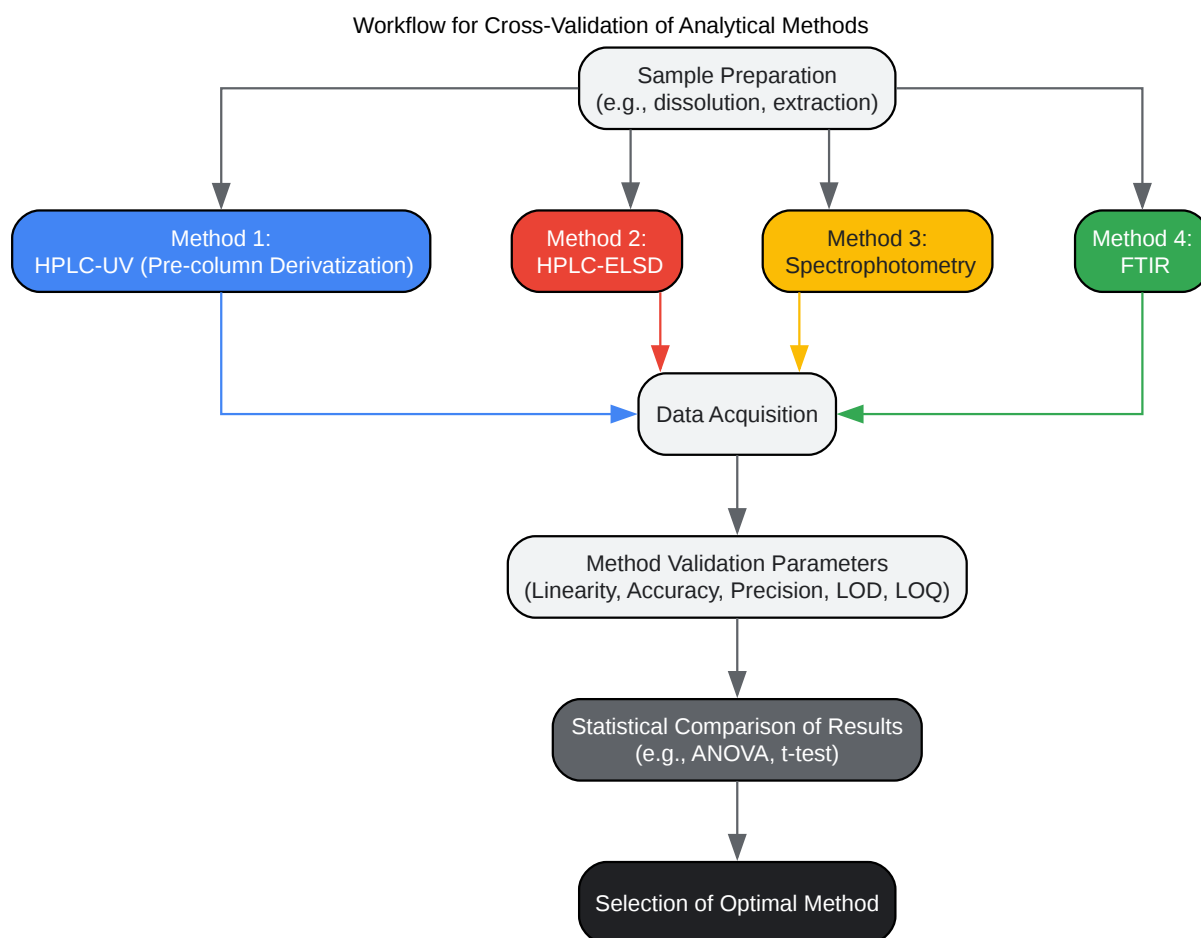 Workflow for Cross-Validation of Analytical Methods
Sample Preparation
(e.g., dissolution, extraction)
Method 1:
HPLC-UV (Pre-column Derivatization)
Method 2:
HPLC-ELSD
Method 3:
Spectrophotometry
Method 4:
FTIR
Data Acquisition
Method Validation Parameters
(Linearity, Accuracy, Precision, LOD, LOQ)
Statistical Comparison of Results
(e.g., ANOVA, t-test)
Selection of Optimal Method